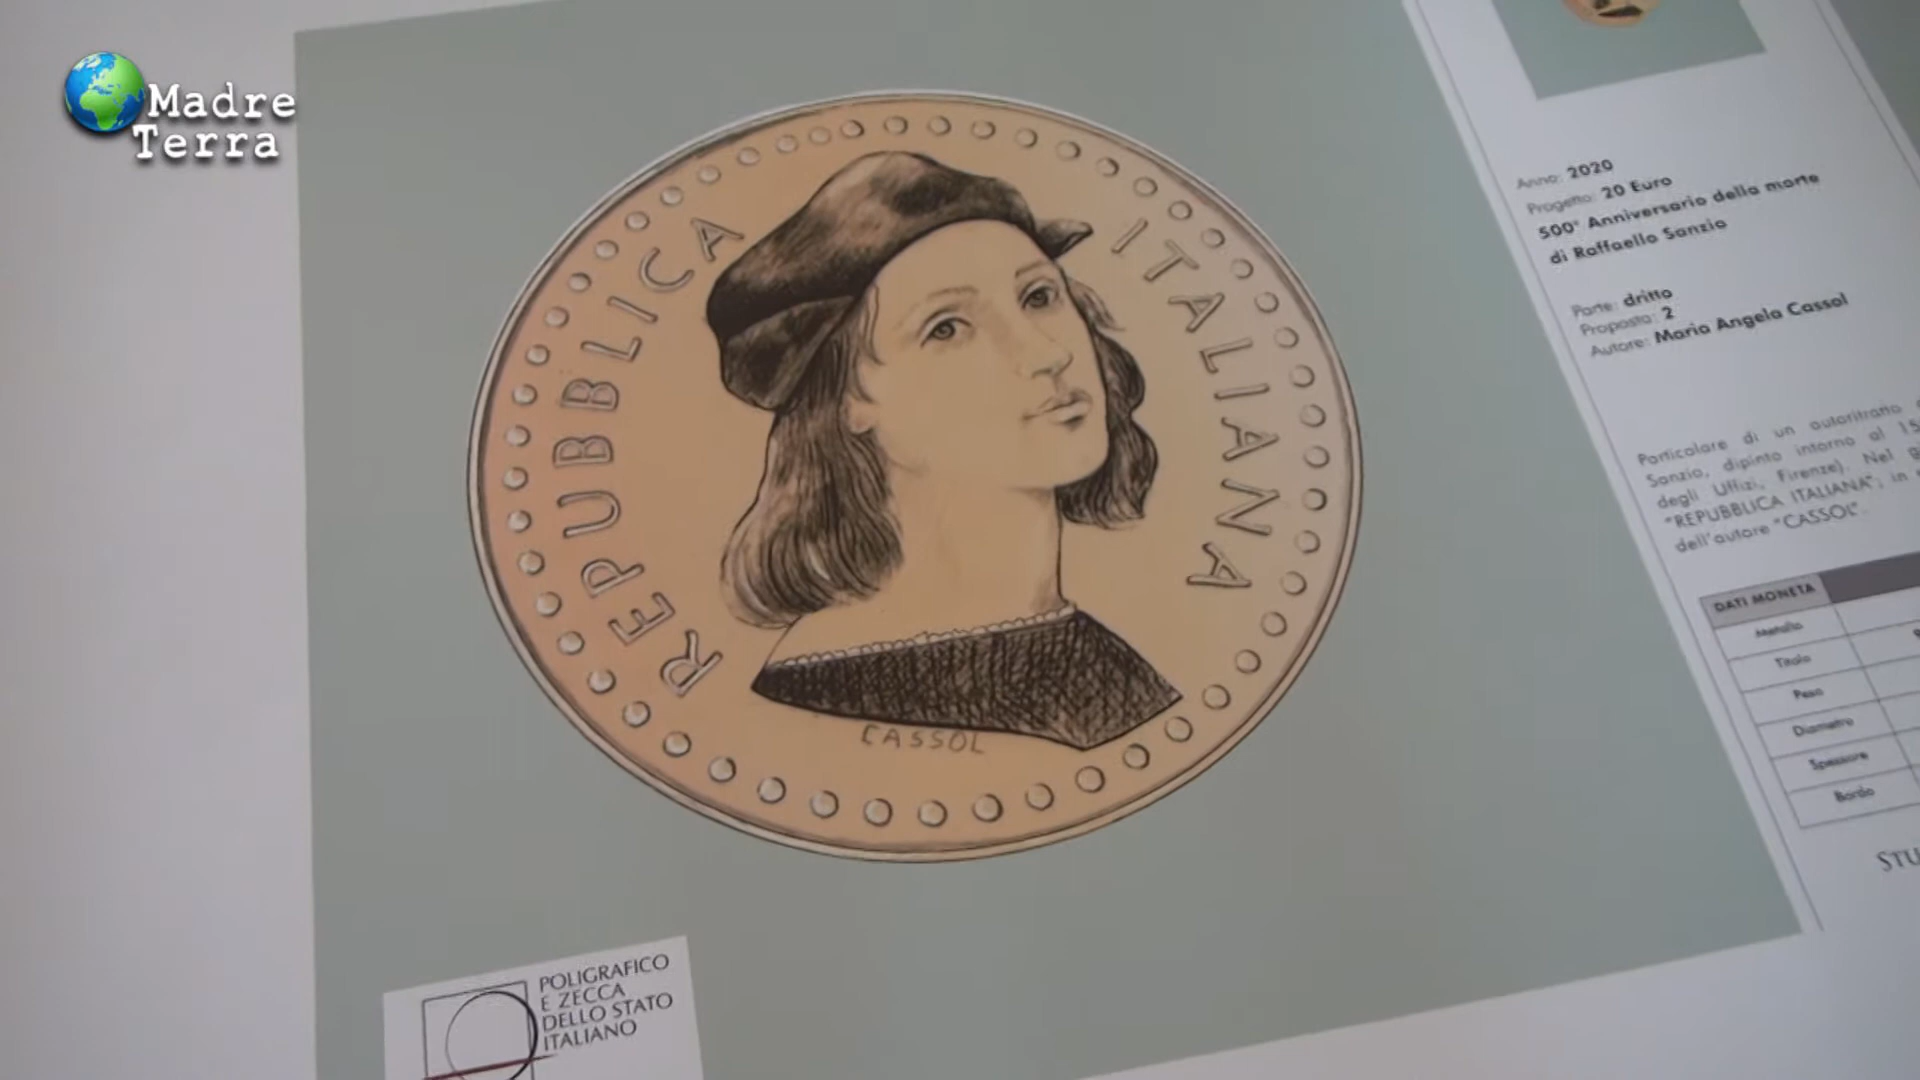 Madre
Terra
REPUBBLICA ITALIANA
CASSOL
Anno: 2020
Progetto: 20 Euro
500° Anniversario della morte
di Raffaello Sanzio
Parte: dritto
Proposta: 2
Autore: Maria Angela Cassol
Particolare di un autoritratto
Sanzio, dipinto intorno al 15
degli Uffizi, Firenze). Nel
"REPUBBLICA ITALIANA"; in
dell'autore "CASSOL".
DATI MONETA
Metallo
Titolo
Peso
Diametro
Spessore
Bordo
STU
POLIGRAFICO
E ZECCA
DELLO STATO
ITALIANO